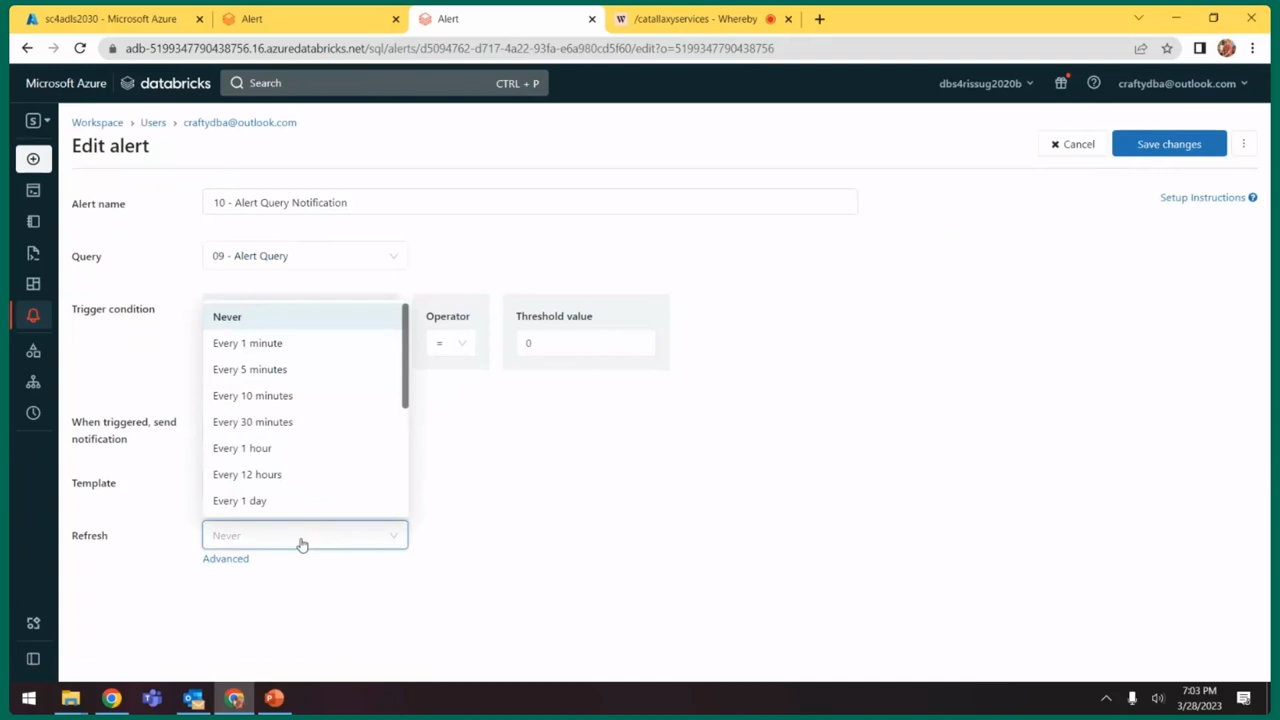 sc4adls2030 - Microsoft Azure
Alert
Alert
/catallaxyservices - Whereby
adb-5199347790438756.16.azuredatabricks.net/sql/alerts/d5094762-d717-4a22-93fa-e6a980cd5f60/edit?o=5199347790438756
Microsoft Azure
databricks
Search
CTRL + P
dbs4rissug2020b
craftydba@outlook.com
S
Workspace › Users › craftydba@outlook.com
Edit alert
Cancel
Save changes
Alert name
10 - Alert Query Notification
Setup Instructions
Query
09 - Alert Query
Trigger condition
Operator
Threshold value
=
0
Never
Every 1 minute
Every 5 minutes
Every 10 minutes
Every 30 minutes
Every 1 hour
Every 12 hours
Every 1 day
When triggered, send
notification
Template
Refresh
Never
Advanced
7:03 PM
3/28/2023